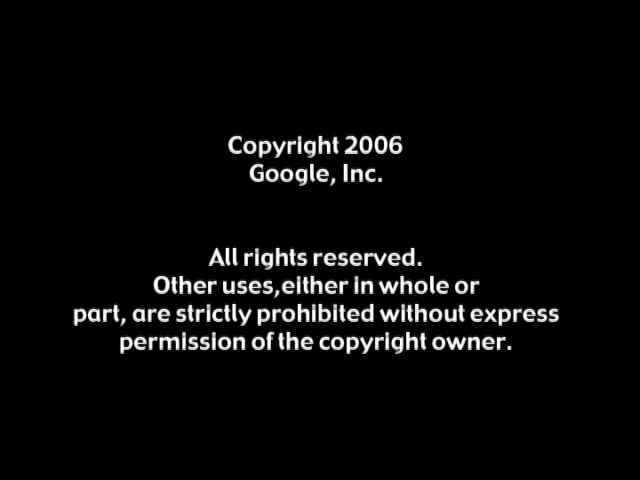 Copyright 2006
Google, Inc.
All rights reserved.
Other uses,either in whole or
part, are strictly prohibited without express
permission of the copyright owner.